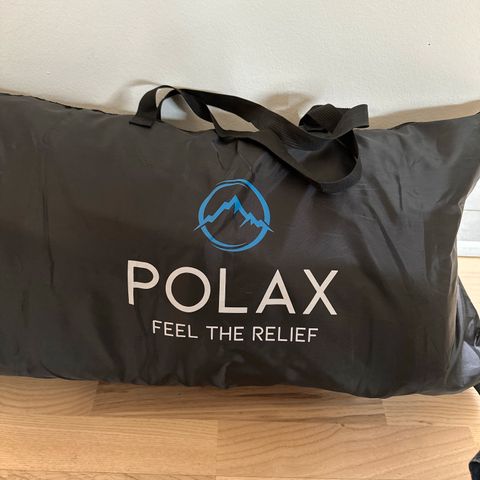 POLAX
FEEL THE RELIEF